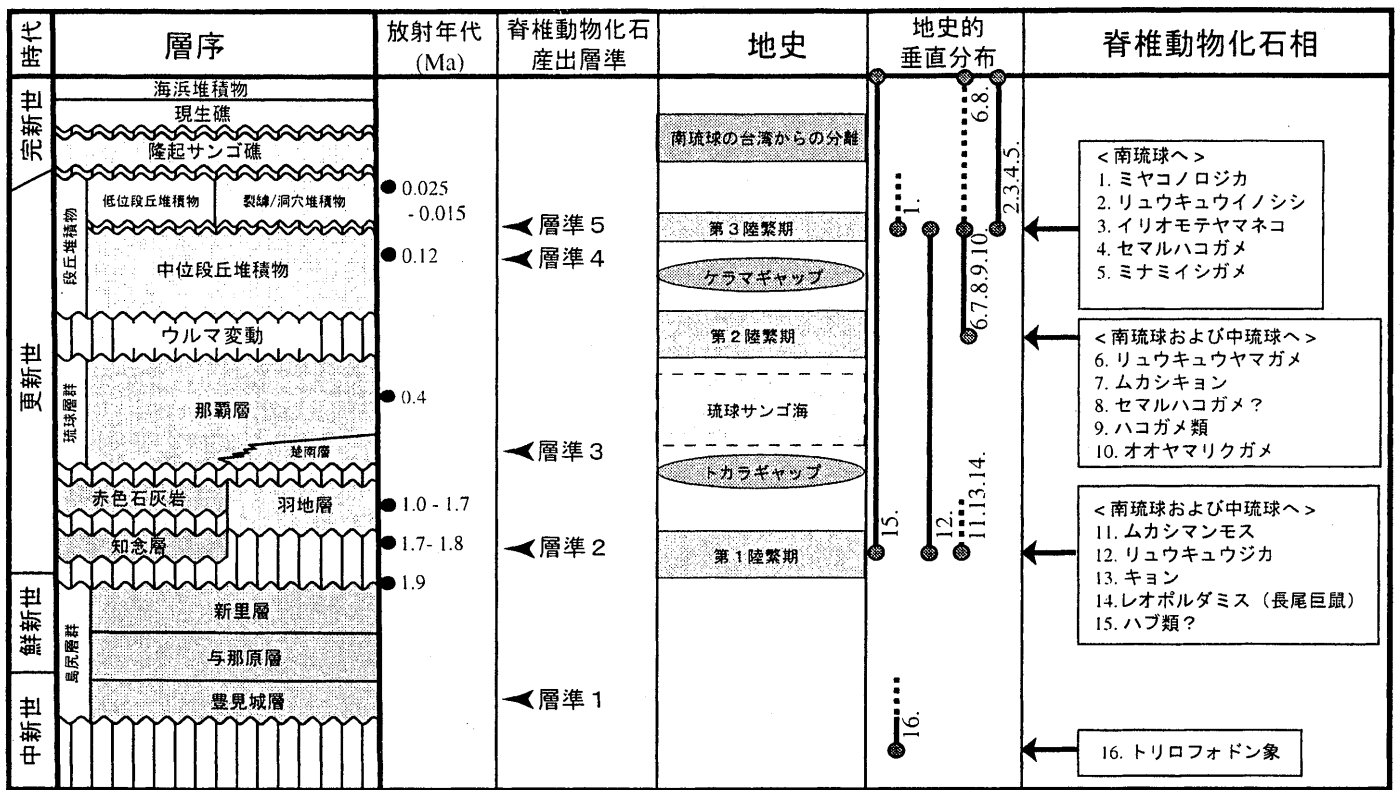 時代
層序
放射年代
(Ma)
脊椎動物化石
産出層準
地史
地史的
垂直分布
脊椎動物化石相
完新世
更新世
鮮新世
中新世
海浜堆積物
現生礁
隆起サンゴ礁
段丘堆積物
低位段丘堆積物
裂罅/洞穴堆積物
中位段丘堆積物
ウルマ変動
琉球層群
那覇層
楚南層
赤色石灰岩
羽地層
知念層
島尻層群
新里層
与那原層
豊見城層
0.025
- 0.015
0.12
0.4
1.0 - 1.7
1.7- 1.8
1.9
層準5
層準4
層準3
層準2
層準1
南琉球の台湾からの分離
第3陸繋期
ケラマギャップ
第2陸繋期
琉球サンゴ海
トカラギャップ
第1陸繋期
6.8.
2.3.4.5.
1.
6.7.8.9.10.
11.13.14.
15.
12.
16.
<南琉球へ>
1. ミヤコノロジカ
2. リュウキュウイノシシ
3. イリオモテヤマネコ
4. セマルハコガメ
5. ミナミイシガメ
<南琉球および中琉球へ>
6. リュウキュウヤマガメ
7. ムカシキョン
8. セマルハコガメ?
9. ハコガメ類
10. オオヤマリクガメ
<南琉球および中琉球へ>
11. ムカシマンモス
12. リュウキュウジカ
13. キョン
14.レオポルダミス(長尾巨鼠)
15. ハブ類?
16. トリロフォドン象